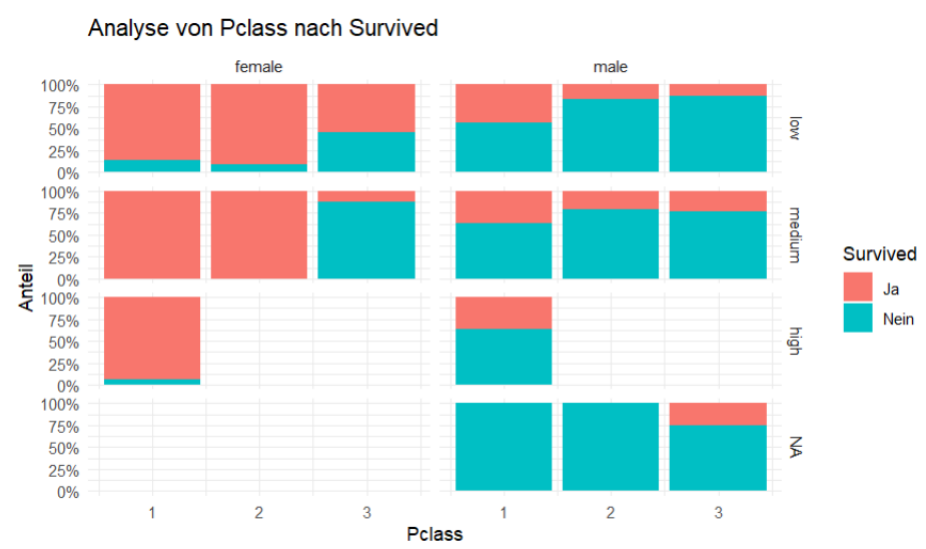 Analyse von Pclass nach Survived
female male
100%
75%
50%
25%
0%
low
100%
75%
50%
25%
0%
medium
100%
75%
50%
25%
0%
high
100%
75%
50%
25%
0%
NA
Anteil
1 2 3 1 2 3
Pclass
Survived
Ja
Nein